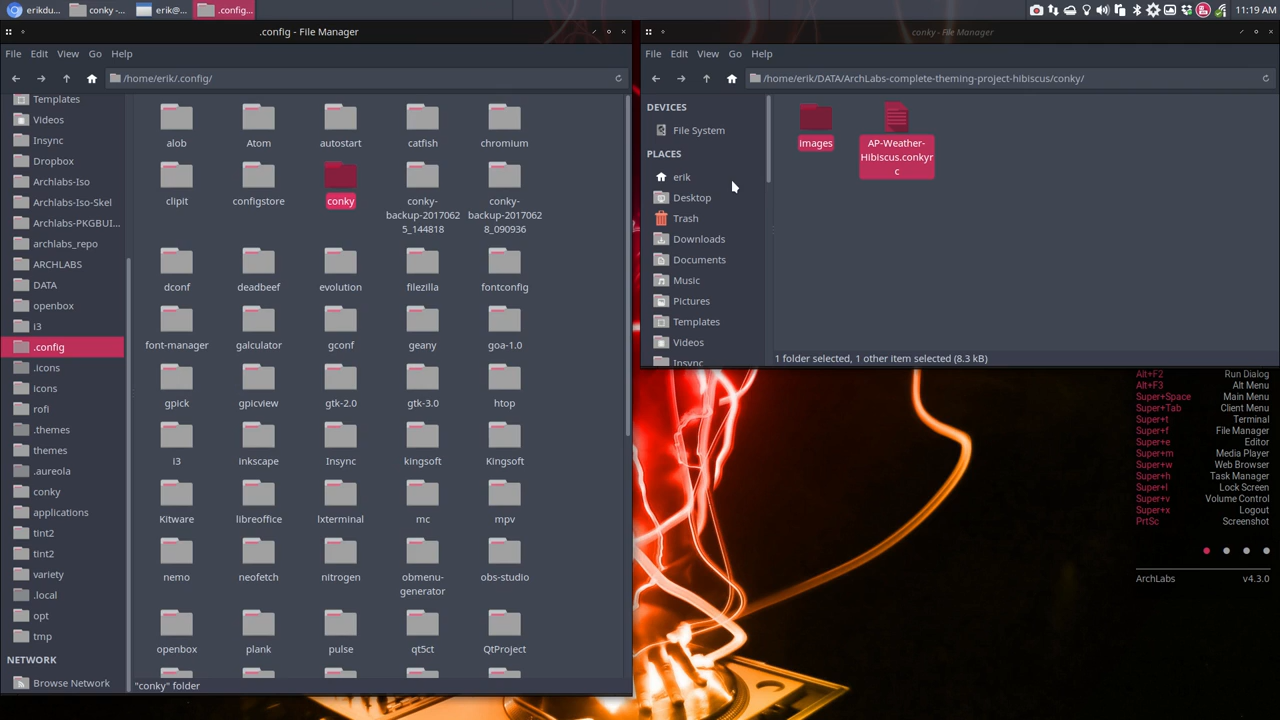 erikdu...
conky -...
erik@...
.config...
11:19 AM
.config - File Manager
File Edit View Go Help
/home/erik/.config/
Templates
Videos
Insync
Dropbox
Archlabs-Iso
Archlabs-Iso-Skel
Archlabs-PKGBUI...
archlabs_repo
ARCHLABS
DATA
openbox
i3
.config
.icons
icons
rofi
.themes
themes
.aureola
conky
applications
tint2
tint2
variety
.local
opt
tmp
NETWORK
Browse Network
alob Atom autostart catfish chromium
clipit configstore conky conky-backup-2017062 5_144818 conky-backup-2017062 8_090936
dconf deadbeef evolution filezilla fontconfig
font-manager galculator gconf geany goa-1.0
gpick gpicview gtk-2.0 gtk-3.0 htop
i3 inkscape Insync kingsoft Kingsoft
Kitware libreoffice lxterminal mc mpv
nemo neofetch nitrogen obmenu-generator obs-studio
openbox plank pulse qt5ct QtProject
"conky" folder
conky - File Manager
File Edit View Go Help
/home/erik/DATA/ArchLabs-complete-theming-project-hibiscus/conky/
DEVICES
File System
PLACES
erik
Desktop
Trash
Downloads
Documents
Music
Pictures
Templates
Videos
Insync
images
AP-Weather-
Hibiscus.conkyr
c
1 folder selected, 1 other item selected (8.3 kB)
Alt+F2 Run Dialog
Alt+F3 Alt Menu
Super+Space Main Menu
Super+Tab Client Menu
Super+t Terminal
Super+f File Manager
Super+e Editor
Super+m Media Player
Super+w Web Browser
Super+h Task Manager
Super+l Lock Screen
Super+v Volume Control
Super+x Logout
PrtSc Screenshot
ArchLabs v4.3.0